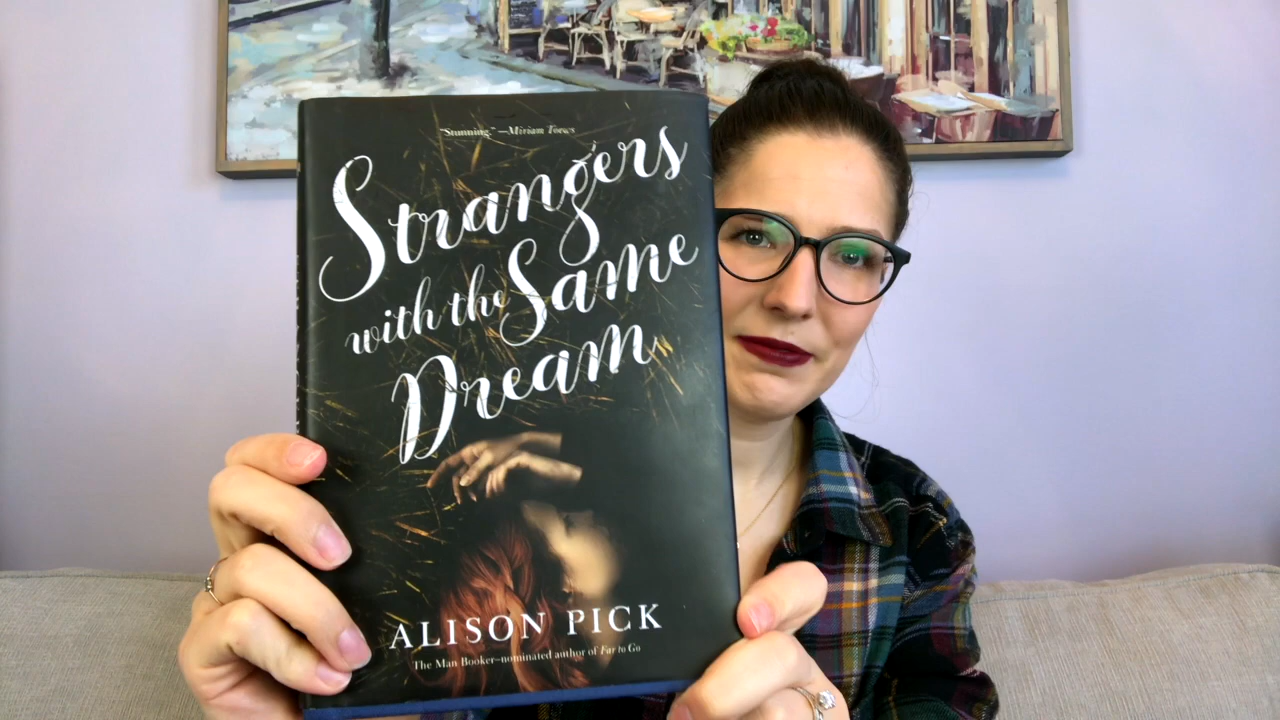 "Stunning." —Miriam Toews
Strangers
with the Same
Dream
ALISON PICK
The Man Booker–nominated author of Far to Go